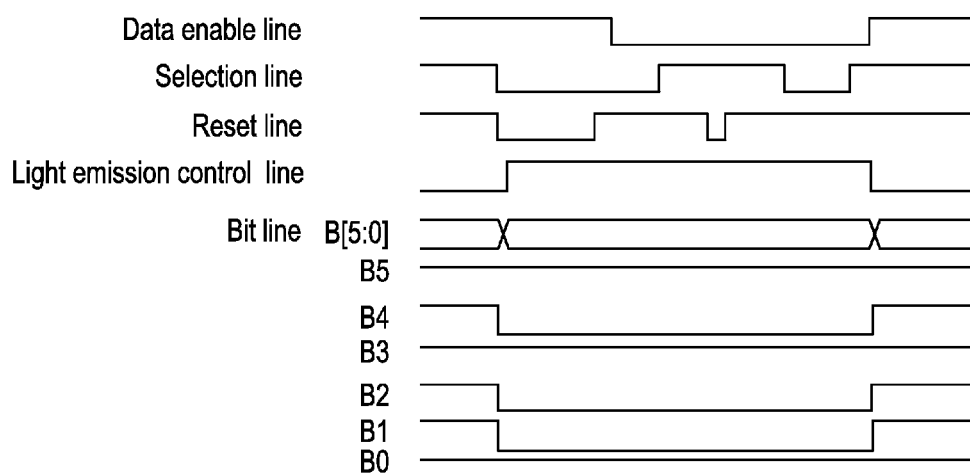 Data enable line
Selection line
Reset line
Light emission control line
Bit line B[5:0]
B5
B4
B3
B2
B1
B0